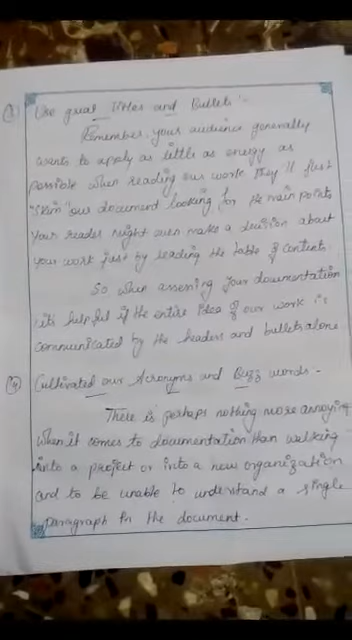 ③ Use great Titles and Bullets :-
Remember, your audience generally
wants to apply as little as energy as
possible when reading our work they'll just
"skim" our document looking for the main points
Your reader might even make a decision about
your work just by reading the table of contents.
So when assessing your documentation
it's helpful if the entire idea of our work is
communicated by the headers and bullets alone
④ Cultivated our Acronyms and Buzz words -
There is perhaps nothing more annoying
when it comes to documentation than walking
into a project or into a new organization
and to be unable to understand a single
paragraph in the document.